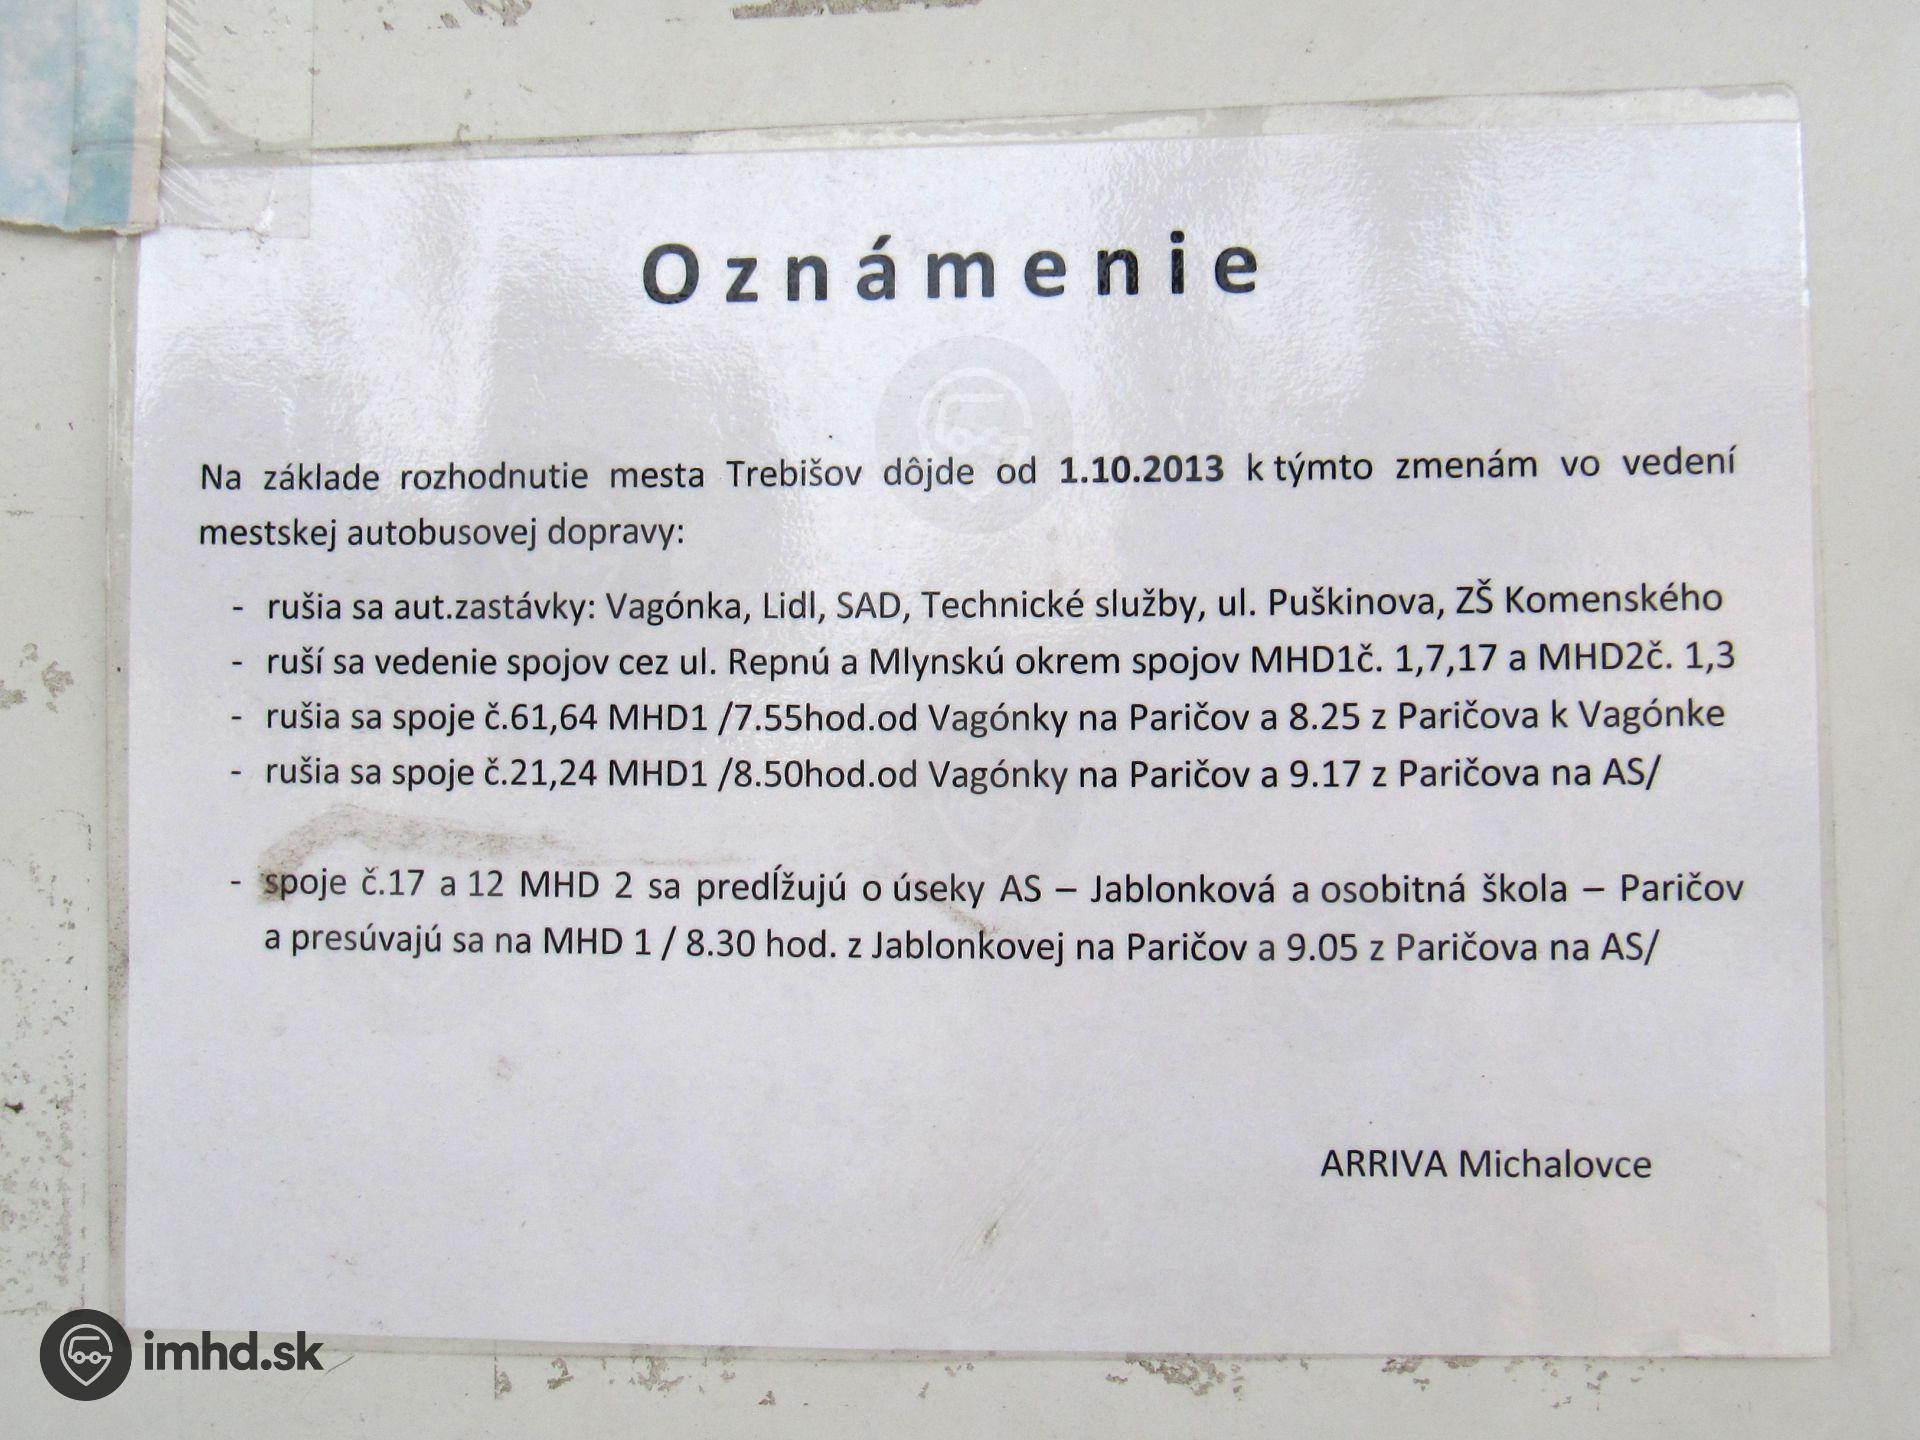 Oznámenie
Na základe rozhodnutie mesta Trebišov dôjde od 1.10.2013 k týmto zmenám vo vedení
mestskej autobusovej dopravy:
- rušia sa aut.zastávky: Vagónka, Lidl, SAD, Technické služby, ul. Puškinova, ZŠ Komenského
- ruší sa vedenie spojov cez ul. Repnú a Mlynskú okrem spojov MHD1č. 1,7,17 a MHD2č. 1,3
- rušia sa spoje č.61,64 MHD1 /7.55hod.od Vagónky na Paričov a 8.25 z Paričova k Vagónke
- rušia sa spoje č.21,24 MHD1 /8.50hod.od Vagónky na Paričov a 9.17 z Paričova na AS/
- spoje č.17 a 12 MHD 2 sa predĺžujú o úseky AS – Jablonková a osobitná škola – Paričov
a presúvajú sa na MHD 1 / 8.30 hod. z Jablonkovej na Paričov a 9.05 z Paričova na AS/
ARRIVA Michalovce
imhd.sk